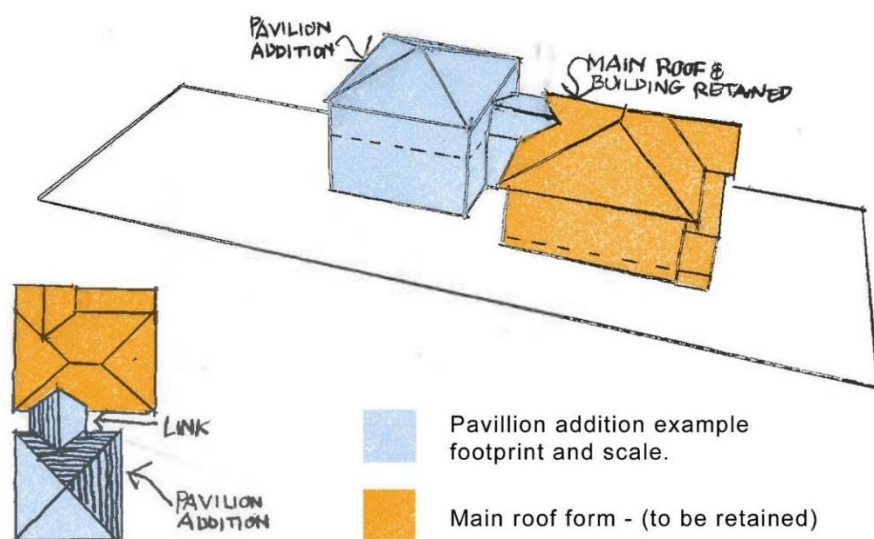 PAVILION
ADDITION
MAIN ROOF &
BUILDING RETAINED
LINK
PAVILION
ADDITION
Pavillion addition example
footprint and scale.
Main roof form - (to be retained)